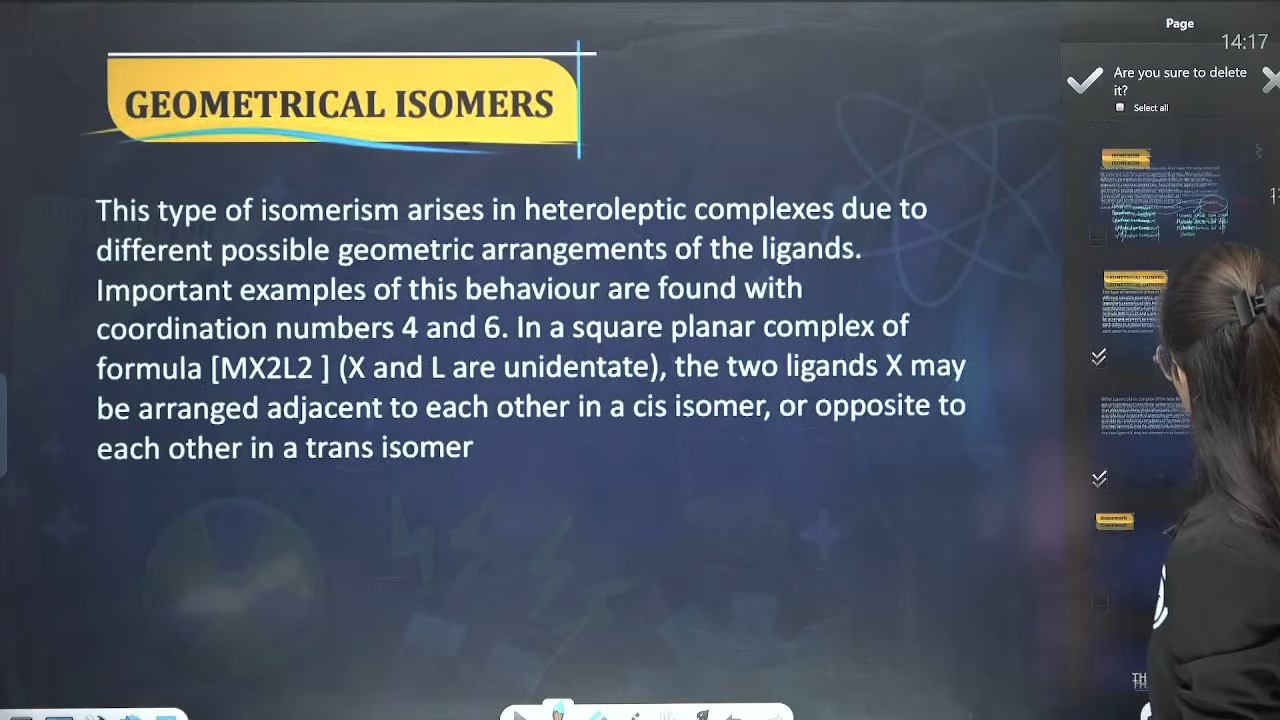 Page
14:17
Are you sure to delete
it?
Select all
GEOMETRICAL ISOMERS
This type of isomerism arises in heteroleptic complexes due to
different possible geometric arrangements of the ligands.
Important examples of this behaviour are found with
coordination numbers 4 and 6. In a square planar complex of
formula [MX2L2 ] (X and L are unidentate), the two ligands X may
be arranged adjacent to each other in a cis isomer, or opposite to
each other in a trans isomer